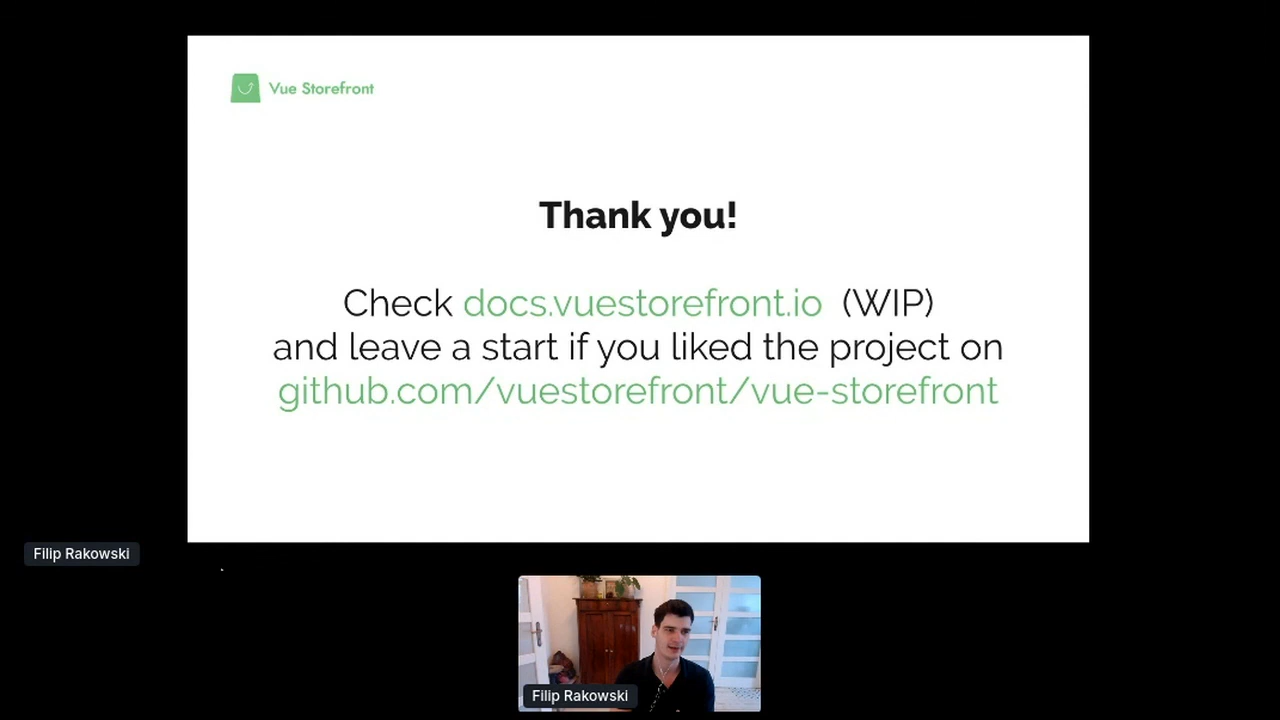 Vue Storefront
Thank you!
Check docs.vuestorefront.io (WIP)
and leave a start if you liked the project on
github.com/vuestorefront/vue-storefront
Filip Rakowski
Filip Rakowski